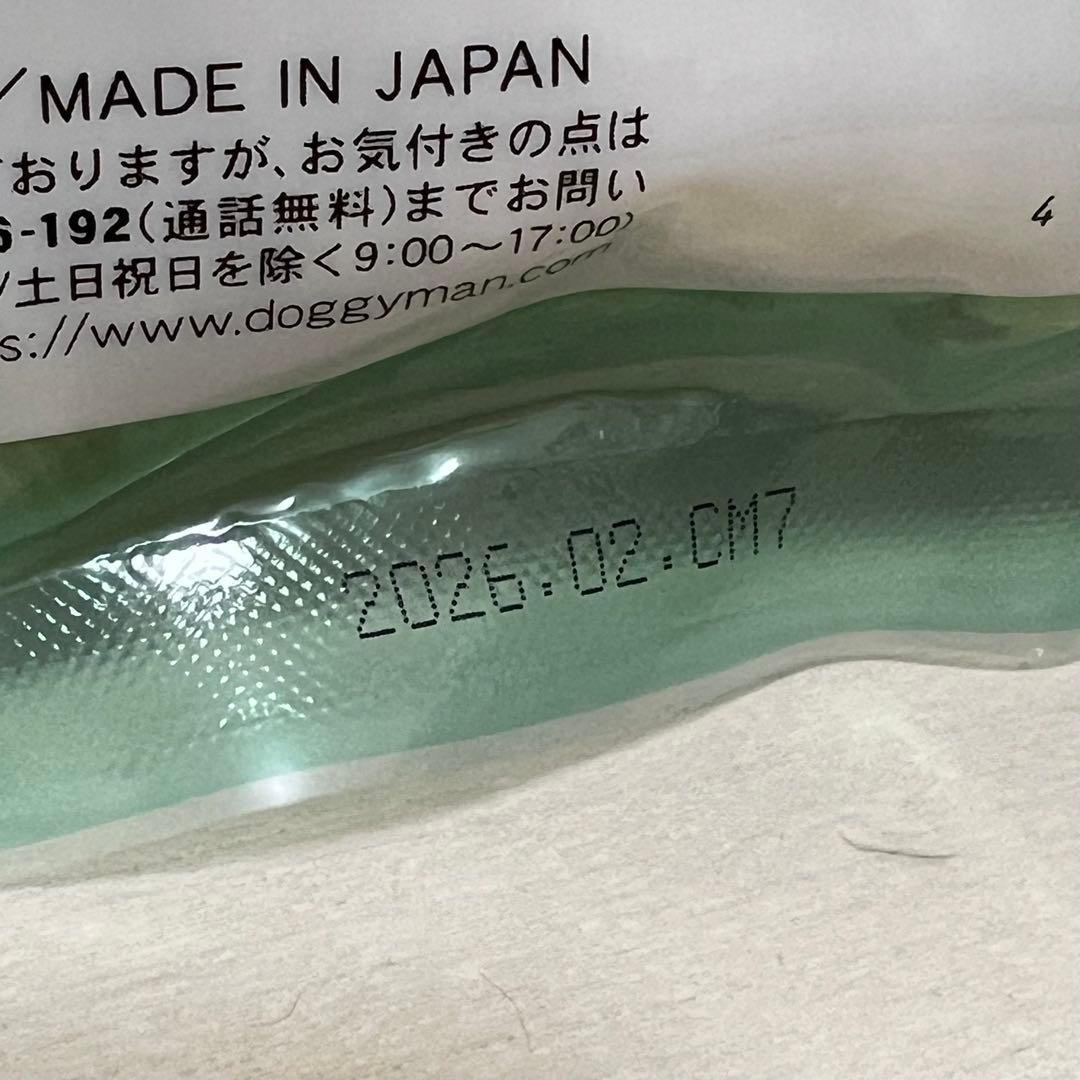 /MADE IN JAPAN
おりますが、お気付きの点は
6-192(通話無料)までお問い
/土日祝日を除く9:00〜17:00)
s://www.doggyman.com/
4
2026.02.CM7